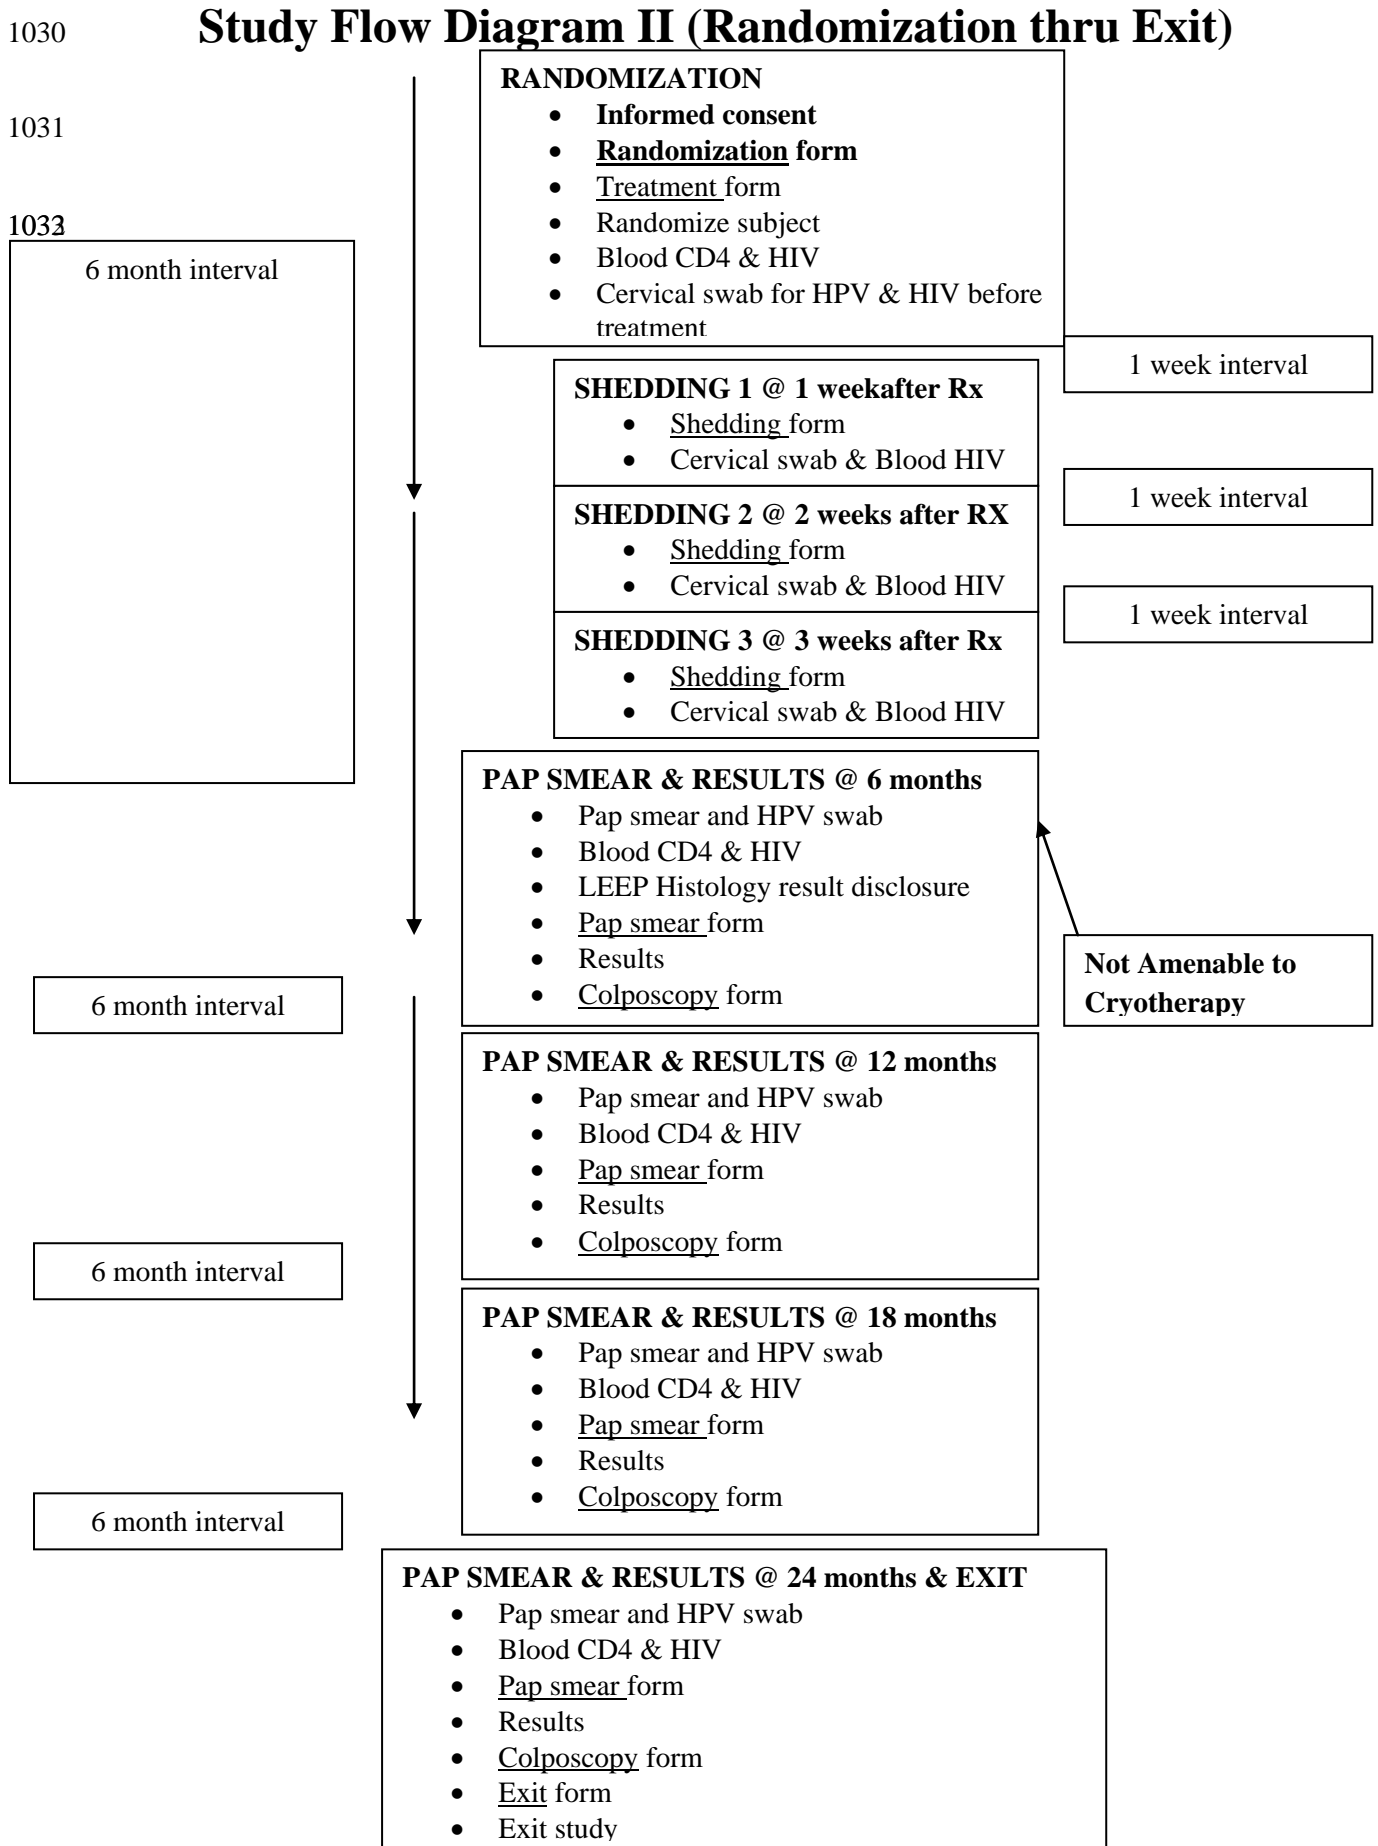 1030
Study Flow Diagram II (Randomization thru Exit)
RANDOMIZATION
• Informed consent
1031
• Randomization form
• Treatment form
• Randomize subject
1032
1033
• Blood CD4 & HIV
• Cervical swab for HPV & HIV before
treatment
6 month interval
1 week interval
SHEDDING 1 @ 1 weekafter Rx
• Shedding form
• Cervical swab & Blood HIV
1 week interval
SHEDDING 2 @ 2 weeks after RX
• Shedding form
• Cervical swab & Blood HIV
1 week interval
SHEDDING 3 @ 3 weeks after Rx
• Shedding form
• Cervical swab & Blood HIV
PAP SMEAR & RESULTS @ 6 months
• Pap smear and HPV swab
• Blood CD4 & HIV
• LEEP Histology result disclosure
• Pap smear form
• Results
• Colposcopy form
Not Amenable to
Cryotherapy
6 month interval
PAP SMEAR & RESULTS @ 12 months
• Pap smear and HPV swab
• Blood CD4 & HIV
• Pap smear form
• Results
• Colposcopy form
6 month interval
PAP SMEAR & RESULTS @ 18 months
• Pap smear and HPV swab
• Blood CD4 & HIV
• Pap smear form
• Results
• Colposcopy form
6 month interval
PAP SMEAR & RESULTS @ 24 months & EXIT
• Pap smear and HPV swab
• Blood CD4 & HIV
• Pap smear form
• Results
• Colposcopy form
• Exit form
• Exit study